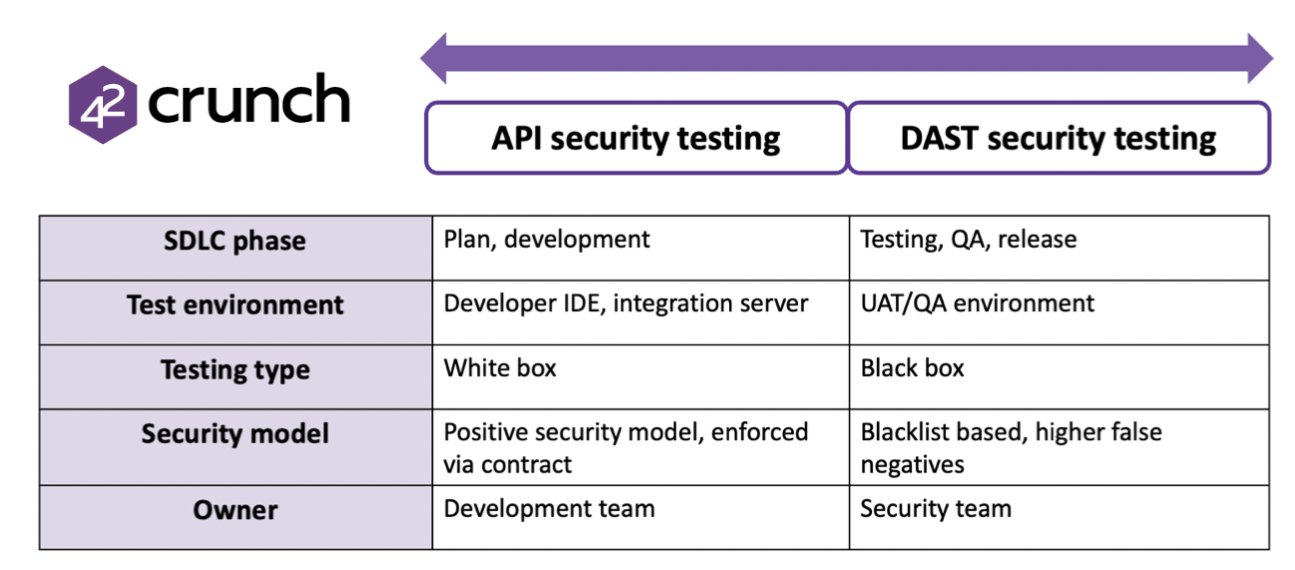 42 crunch
API security testing
DAST security testing
SDLC phase
Plan, development
Testing, QA, release
Test environment
Developer IDE, integration server
UAT/QA environment
Testing type
White box
Black box
Security model
Positive security model, enforced
via contract
Blacklist based, higher false
negatives
Owner
Development team
Security team